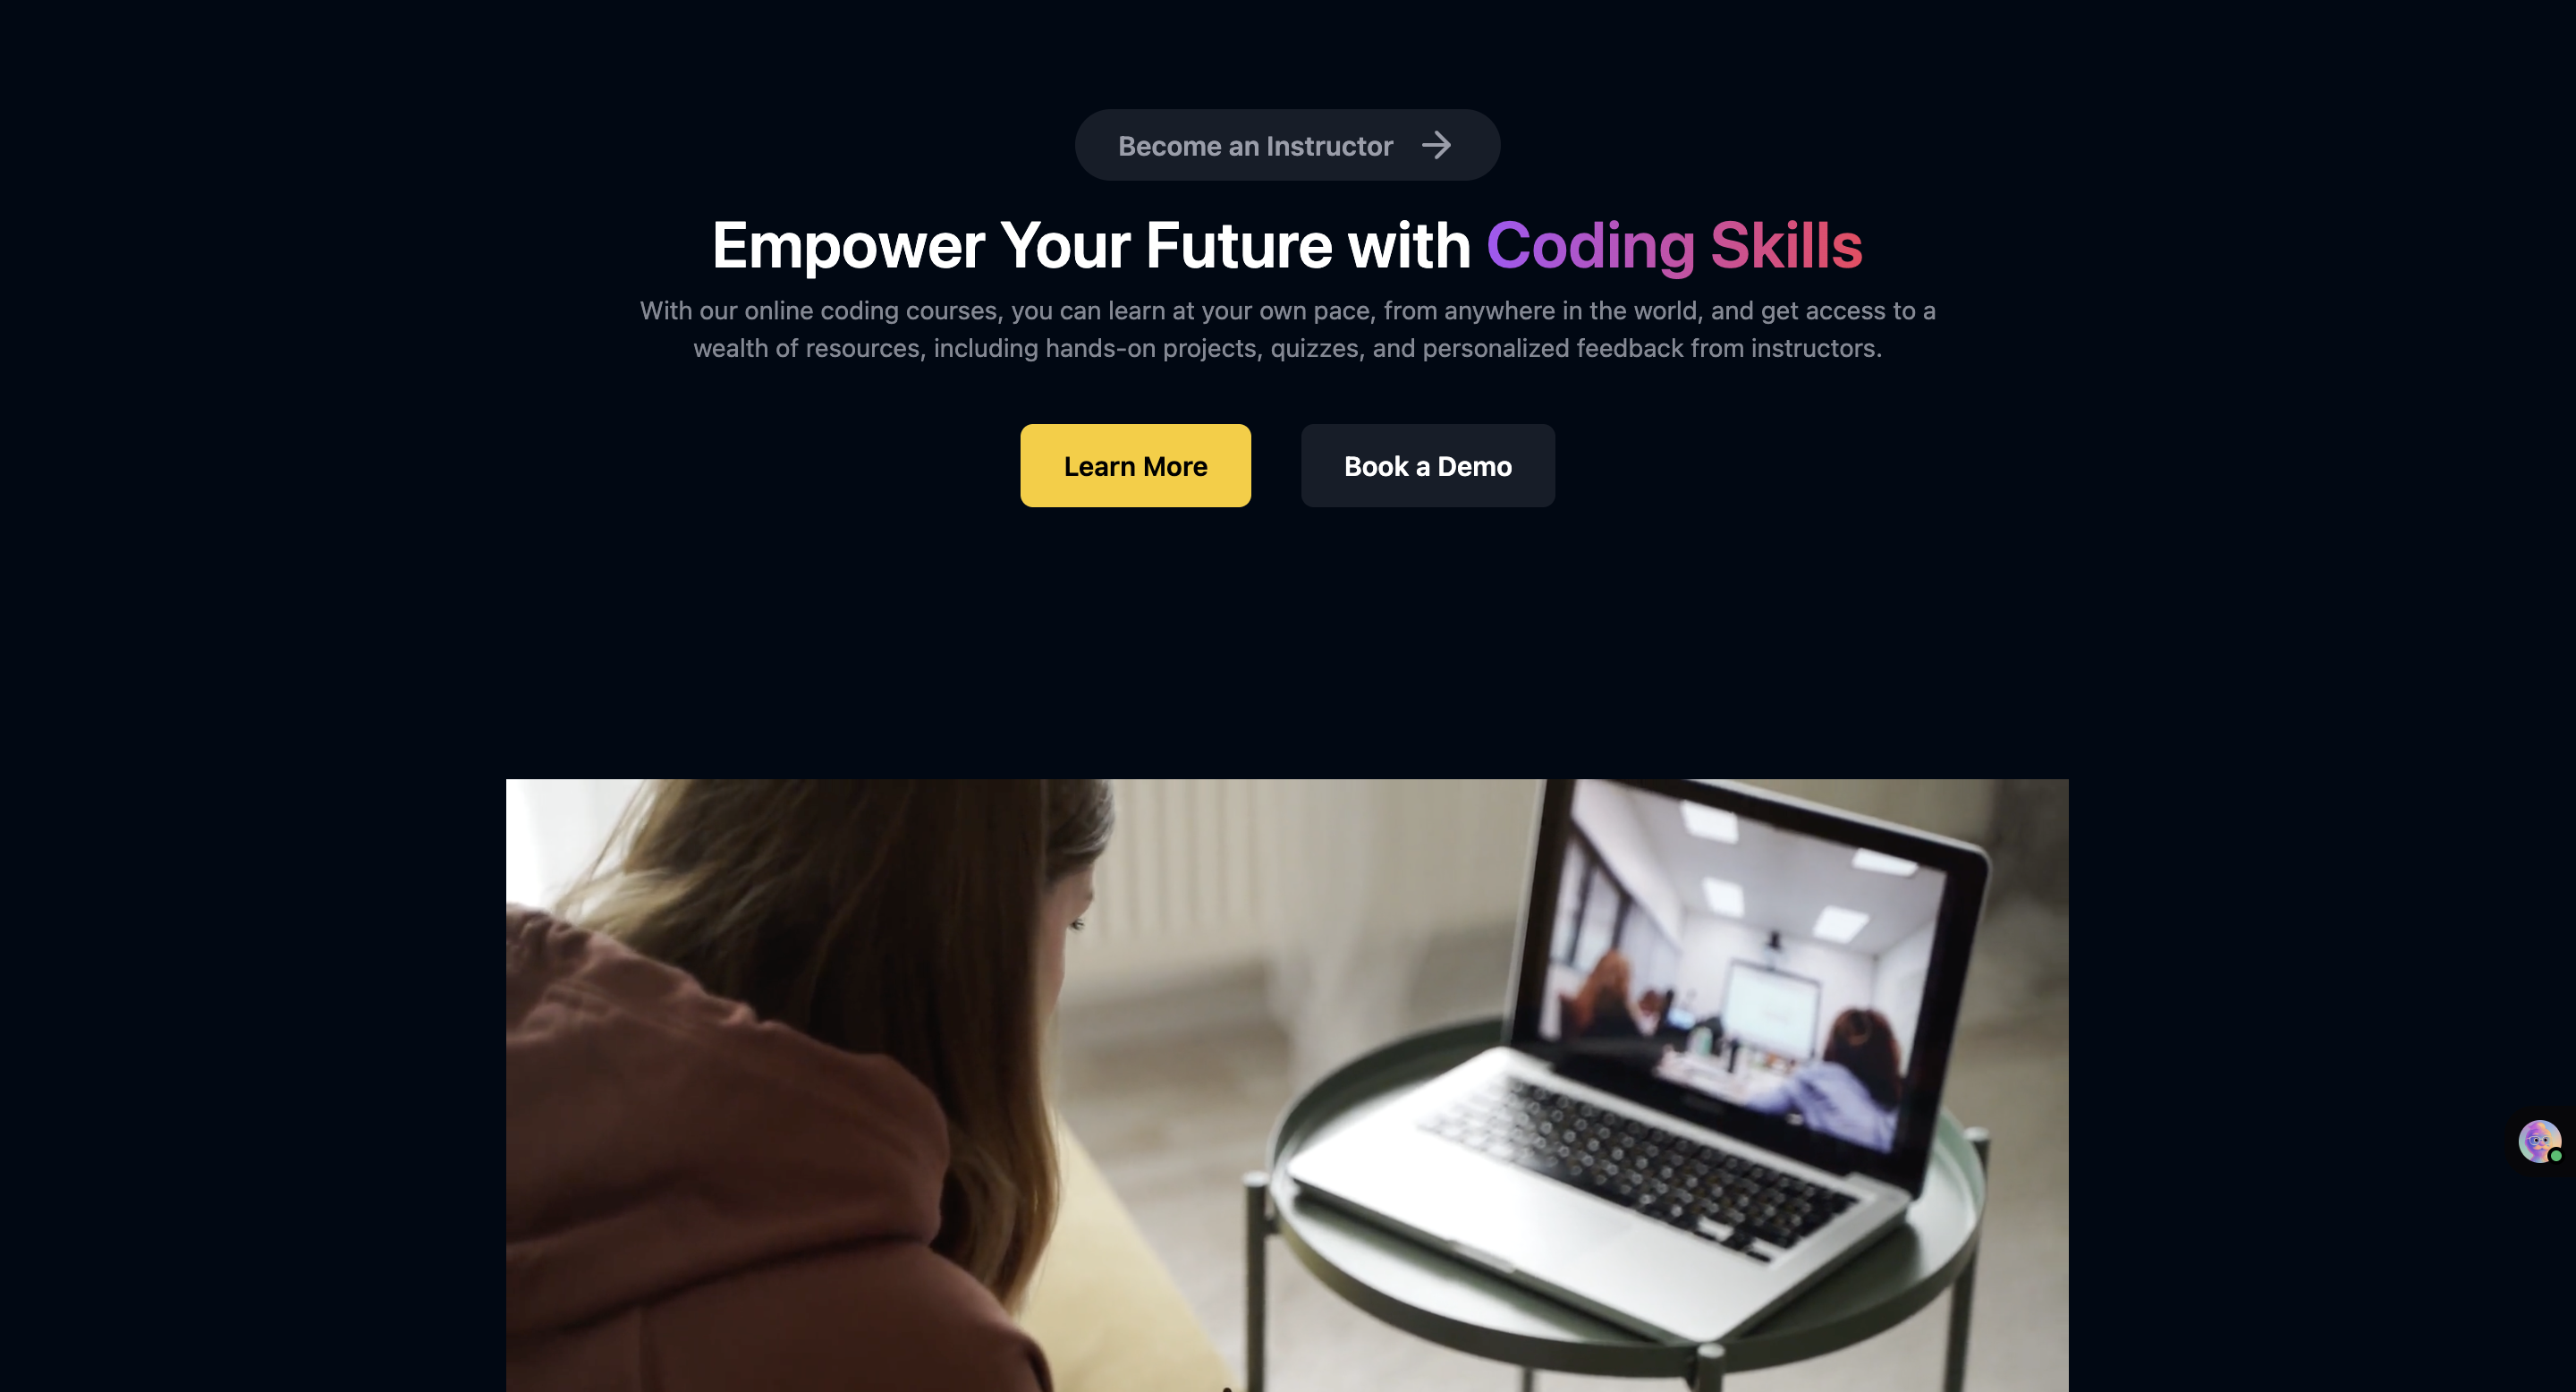 Become an Instructor
Empower Your Future with Coding Skills
With our online coding courses, you can learn at your own pace, from anywhere in the world, and get access to a
wealth of resources, including hands-on projects, quizzes, and personalized feedback from instructors.
Learn More
Book a Demo